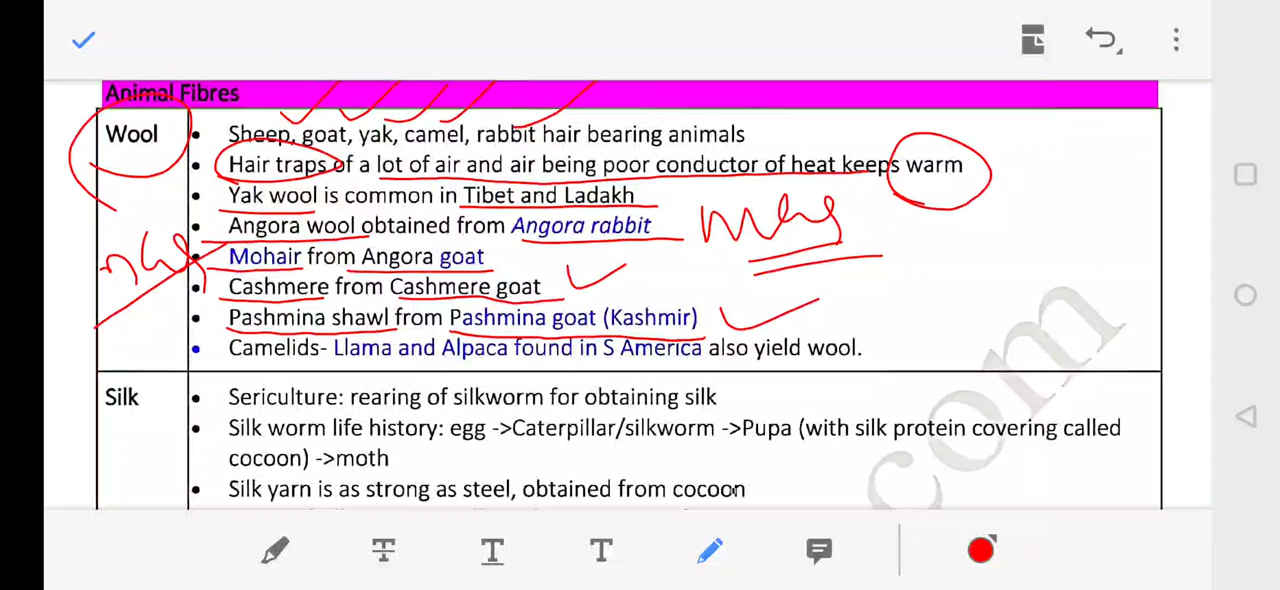 Animal Fibres
Wool
• Sheep, goat, yak, camel, rabbit hair bearing animals
• Hair traps of a lot of air and air being poor conductor of heat keeps warm
• Yak wool is common in Tibet and Ladakh
• Angora wool obtained from Angora rabbit
• Mohair from Angora goat
• Cashmere from Cashmere goat
• Pashmina shawl from Pashmina goat (Kashmir)
• Camelids- Llama and Alpaca found in S America also yield wool.
Silk
• Sericulture: rearing of silkworm for obtaining silk
• Silk worm life history: egg ->Caterpillar/silkworm ->Pupa (with silk protein covering called
cocoon) ->moth
• Silk yarn is as strong as steel, obtained from cocoon
com